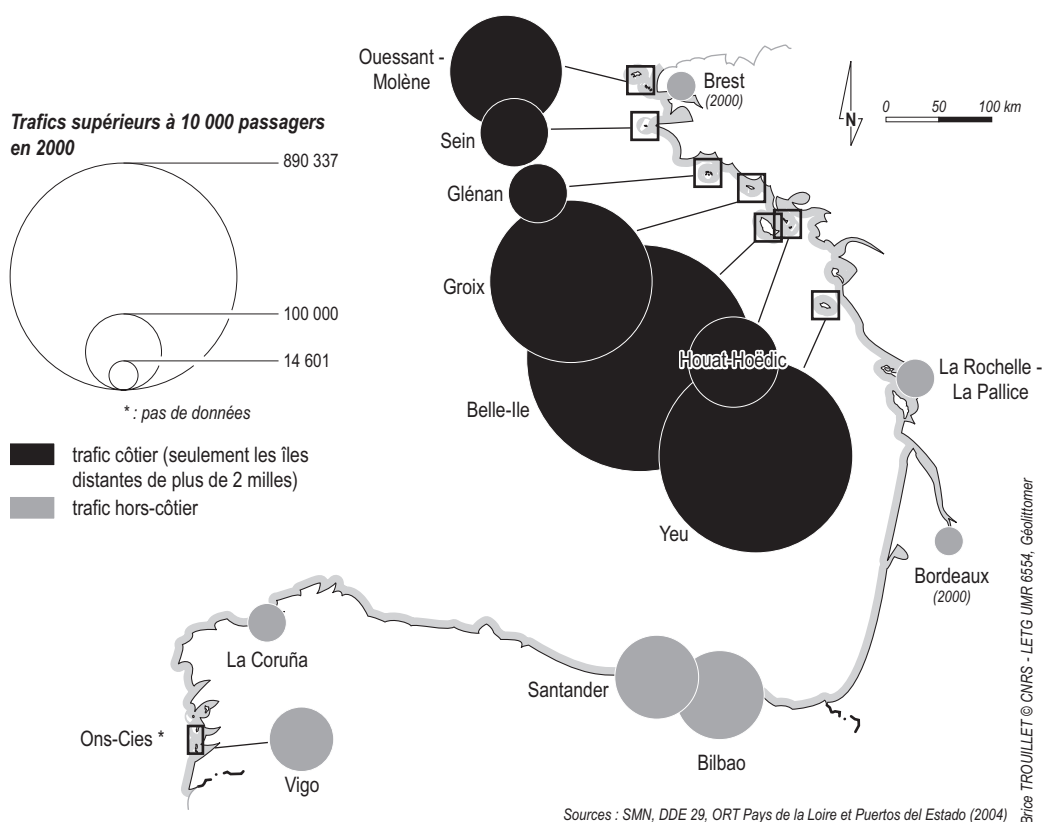 Trafics supérieurs à 10 000 passagers
en 2000
890 337
100 000
14 601
* : pas de données
trafic côtier (seulement les îles
distantes de plus de 2 milles)
trafic hors-côtier
Ouessant -
Molène
Sein
Glénan
Groix
Belle-Ile
Houat-Hoëdic
Yeu
Brest
(2000)
N
0 50 100 km
La Rochelle -
La Pallice
Bordeaux
(2000)
La Coruña
Santander
Bilbao
Ons-Cies *
Vigo
Sources : SMN, DDE 29, ORT Pays de la Loire et Puertos del Estado (2004)
Brice TROUILLET © CNRS - LETG UMR 6554, Géolittomer